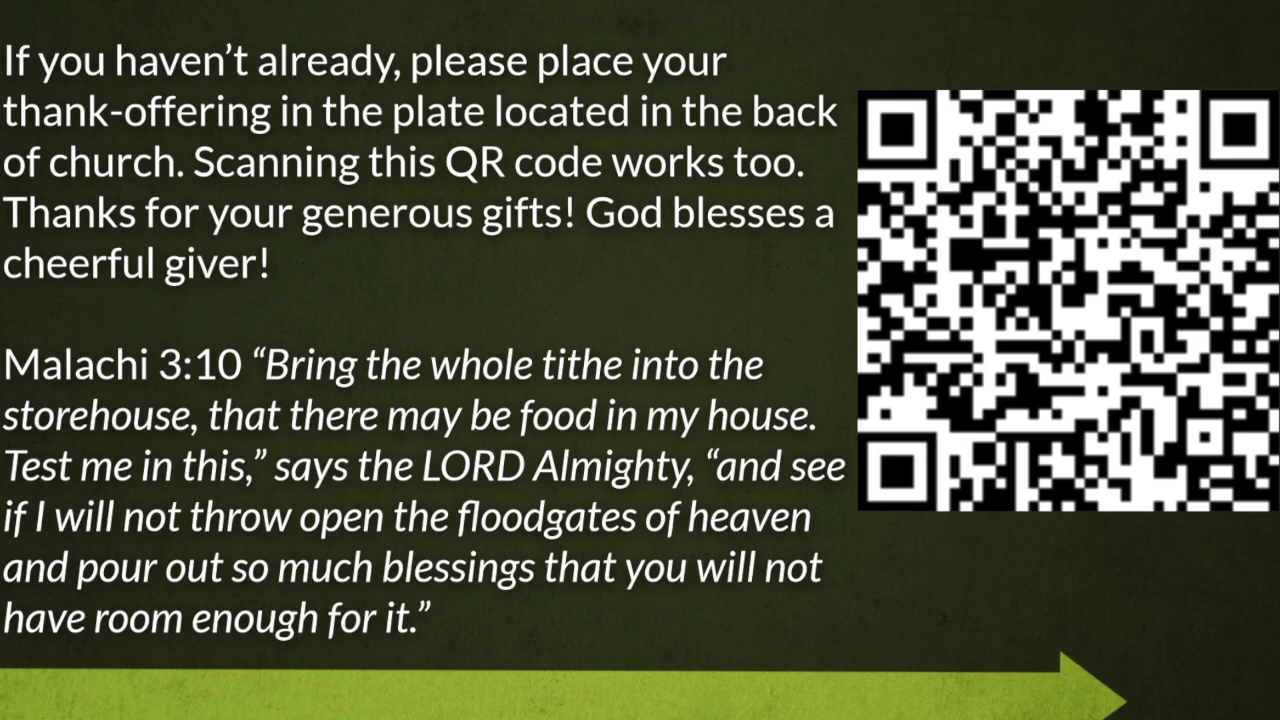 If you haven’t already, please place your
thank-offering in the plate located in the back
of church. Scanning this QR code works too.
Thanks for your generous gifts! God blesses a
cheerful giver!
Malachi 3:10 “Bring the whole tithe into the
storehouse, that there may be food in my house.
Test me in this,” says the LORD Almighty, “and see
if I will not throw open the floodgates of heaven
and pour out so much blessings that you will not
have room enough for it.”